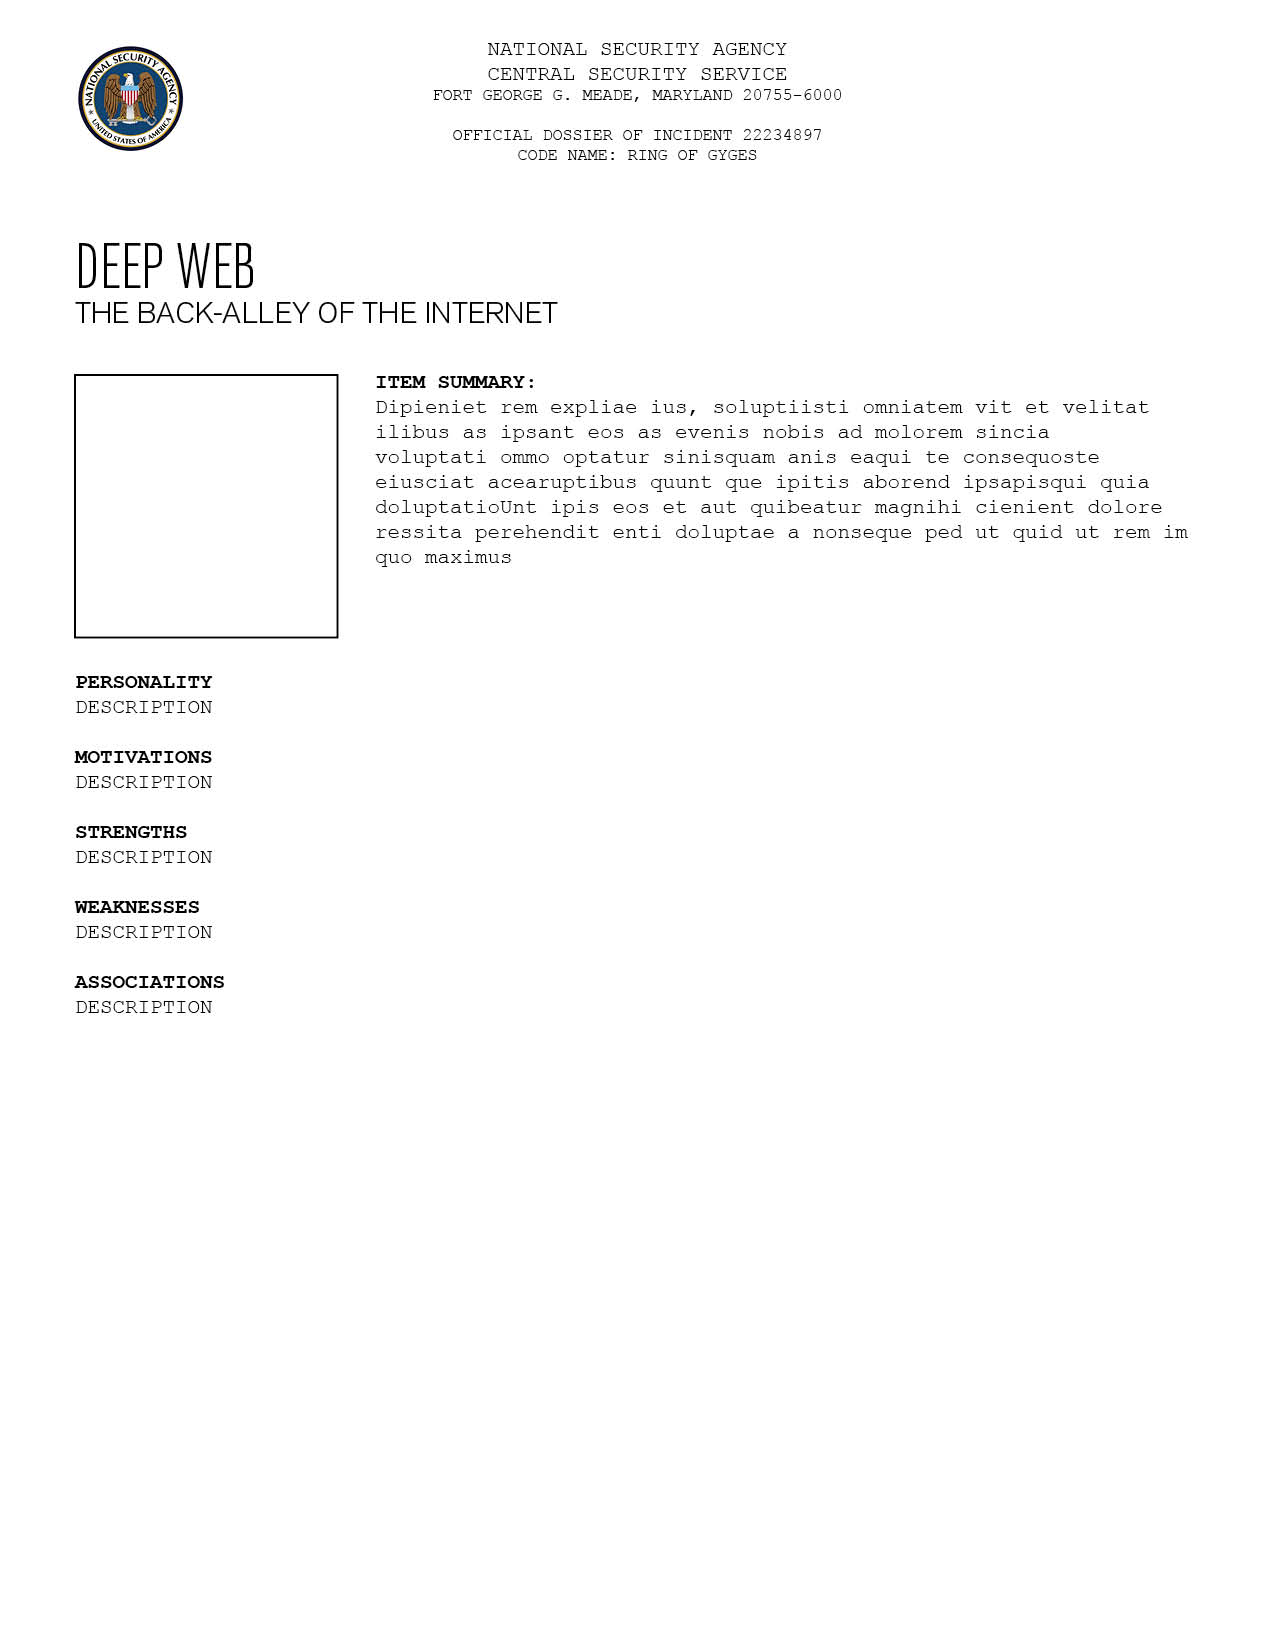 NATIONAL SECURITY AGENCY
CENTRAL SECURITY SERVICE
FORT GEORGE G. MEADE, MARYLAND 20755-6000
OFFICIAL DOSSIER OF INCIDENT 22234897
CODE NAME: RING OF GYGES
NATIONAL SECURITY AGENCY
UNITED STATES OF AMERICA
DEEP WEB
THE BACK-ALLEY OF THE INTERNET
ITEM SUMMARY:
Dipieniet rem expliae ius, soluptiisti omniatem vit et velitat
ilibus as ipsant eos as evenis nobis ad molorem sincia
voluptati ommo optatur sinisquam anis eaqui te consequoste
eiusciat acearuptibus quunt que ipitis aborend ipsapisqui quia
doluptatioUnt ipis eos et aut quibeatur magnihi cienient dolore
ressita perehendit enti doluptae a nonseque ped ut quid ut rem im
quo maximus
PERSONALITY
DESCRIPTION
MOTIVATIONS
DESCRIPTION
STRENGTHS
DESCRIPTION
WEAKNESSES
DESCRIPTION
ASSOCIATIONS
DESCRIPTION